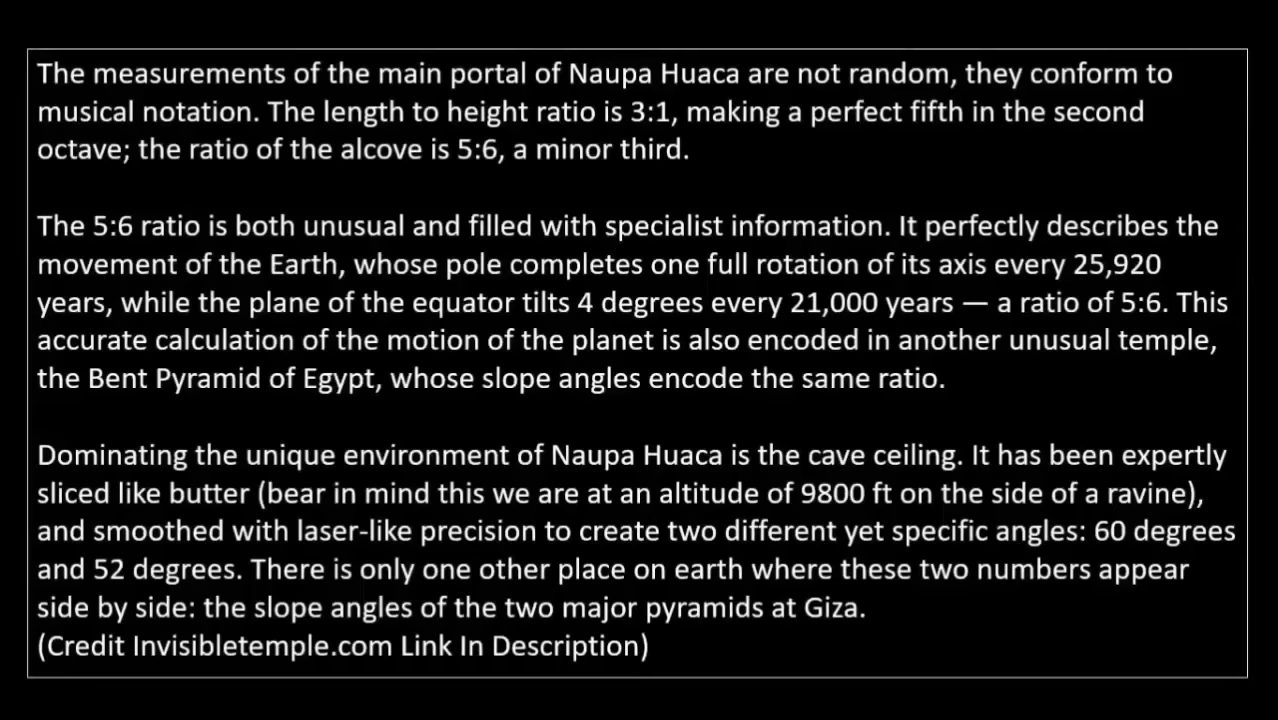 The measurements of the main portal of Naupa Huaca are not random, they conform to
musical notation. The length to height ratio is 3:1, making a perfect fifth in the second
octave; the ratio of the alcove is 5:6, a minor third.
The 5:6 ratio is both unusual and filled with specialist information. It perfectly describes the
movement of the Earth, whose pole completes one full rotation of its axis every 25,920
years, while the plane of the equator tilts 4 degrees every 21,000 years — a ratio of 5:6. This
accurate calculation of the motion of the planet is also encoded in another unusual temple,
the Bent Pyramid of Egypt, whose slope angles encode the same ratio.
Dominating the unique environment of Naupa Huaca is the cave ceiling. It has been expertly
sliced like butter (bear in mind this we are at an altitude of 9800 ft on the side of a ravine),
and smoothed with laser-like precision to create two different yet specific angles: 60 degrees
and 52 degrees. There is only one other place on earth where these two numbers appear
side by side: the slope angles of the two major pyramids at Giza.
(Credit Invisibletemple.com Link In Description)